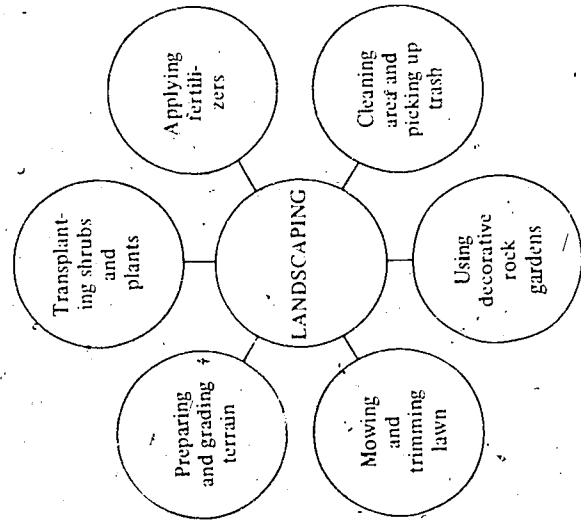 Transplant-
ing shrubs
and
plants
Preparing
and grading
terrain
Applying
fertili-
zers
LANDSCAPING
Mowing
and
trimming
lawn
Cleaning
area and
picking up
trash
Using
decorative
rock
gardens